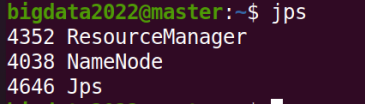 bigdata2022@master:~$ jps
4352 ResourceManager
4038 NameNode
4646 Jps